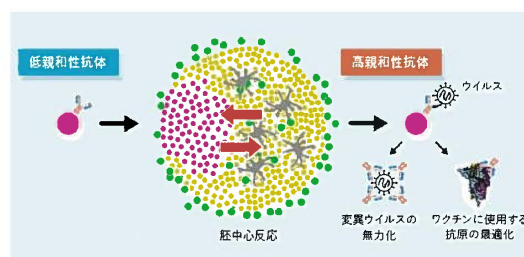 低親和性抗体
高親和性抗体
ウイルス
胚中心反応
変異ウイルスの
無力化
ワクチンに使用する
抗原の最適化